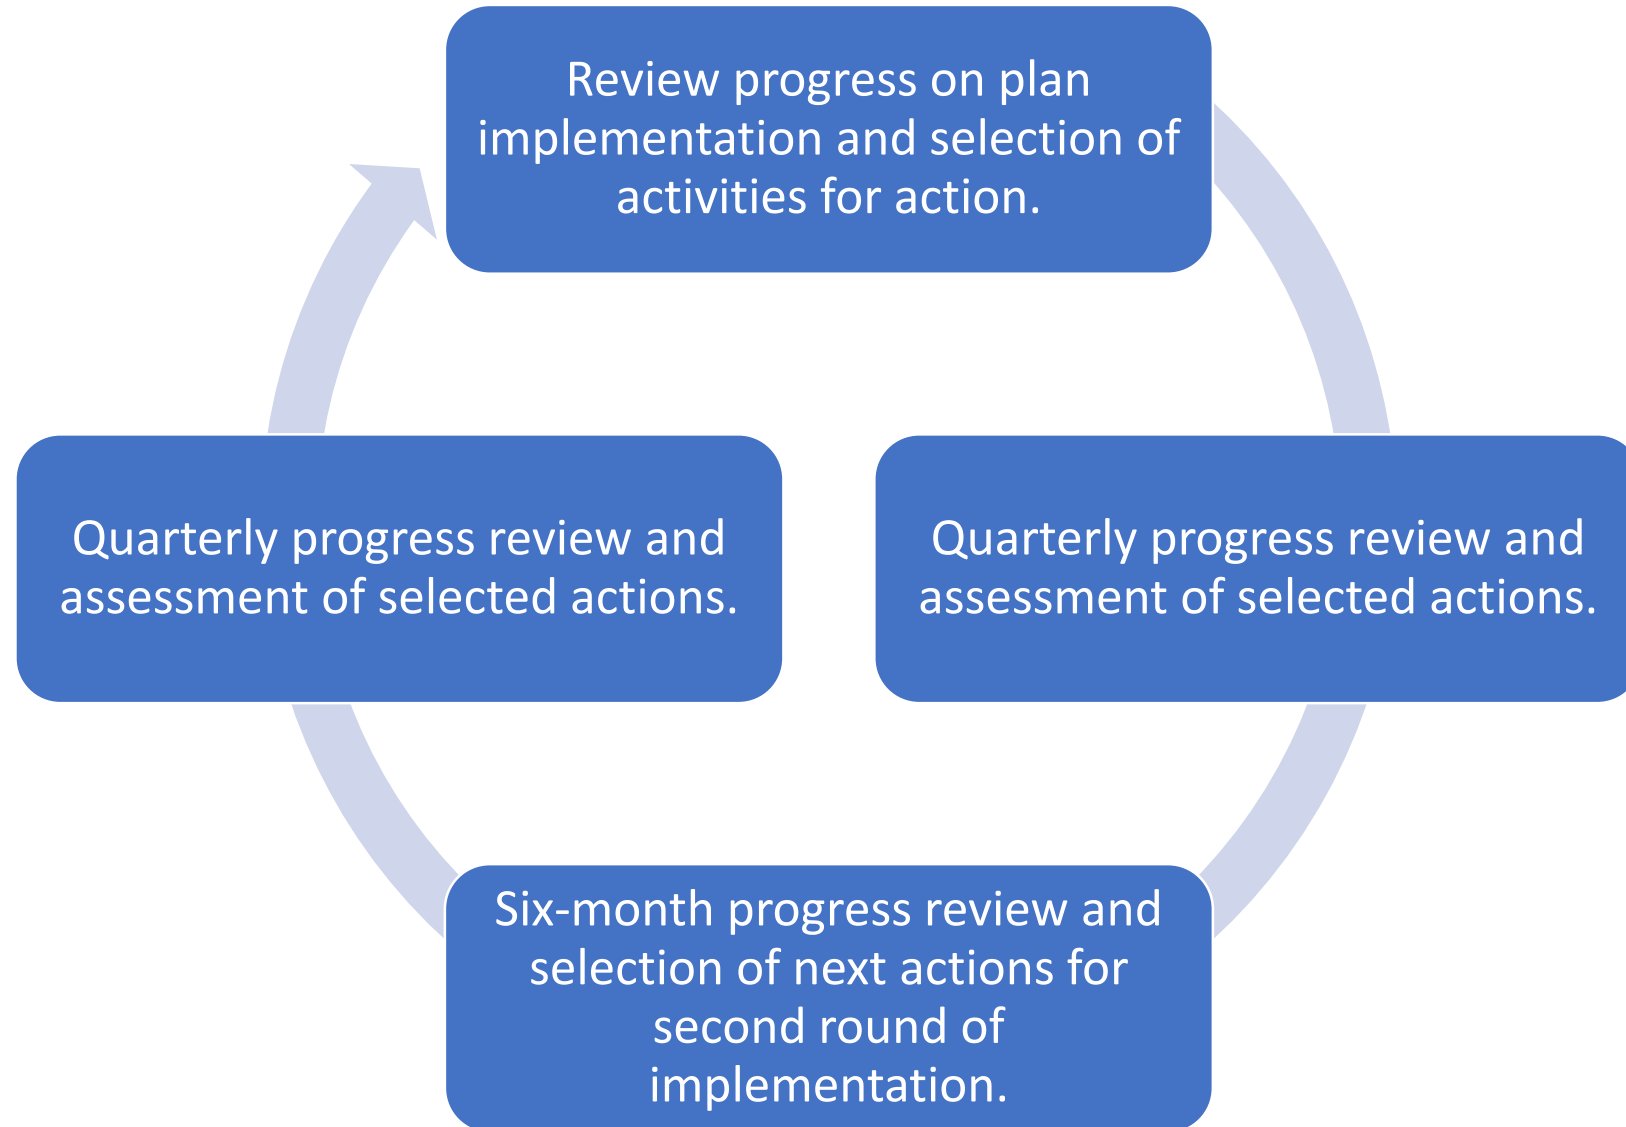 Review progress on plan
implementation and selection of
activities for action.
Quarterly progress review and
assessment of selected actions.
Quarterly progress review and
assessment of selected actions.
Six-month progress review and
selection of next actions for
second round of
implementation.